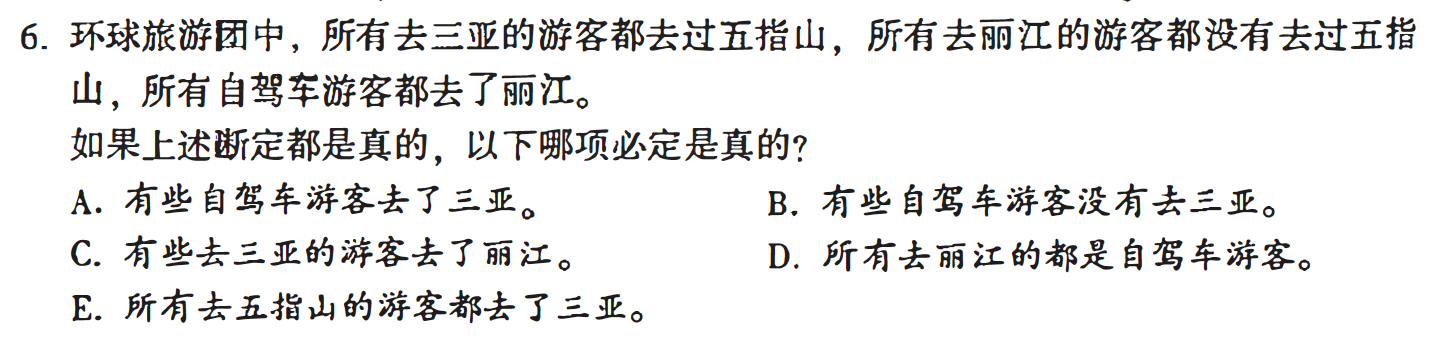 6. 环球旅游团中，所有去三亚的游客都去过五指山，所有去丽江的游客都没有去过五指
山，所有自驾车游客都去了丽江。
如果上述断定都是真的，以下哪项必定是真的?
A. 有些自驾车游客去了三亚。 B. 有些自驾车游客没有去三亚。
C. 有些去三亚的游客去了丽江。 D. 所有去丽江的都是自驾车游客。
E. 所有去五指山的游客都去了三亚。